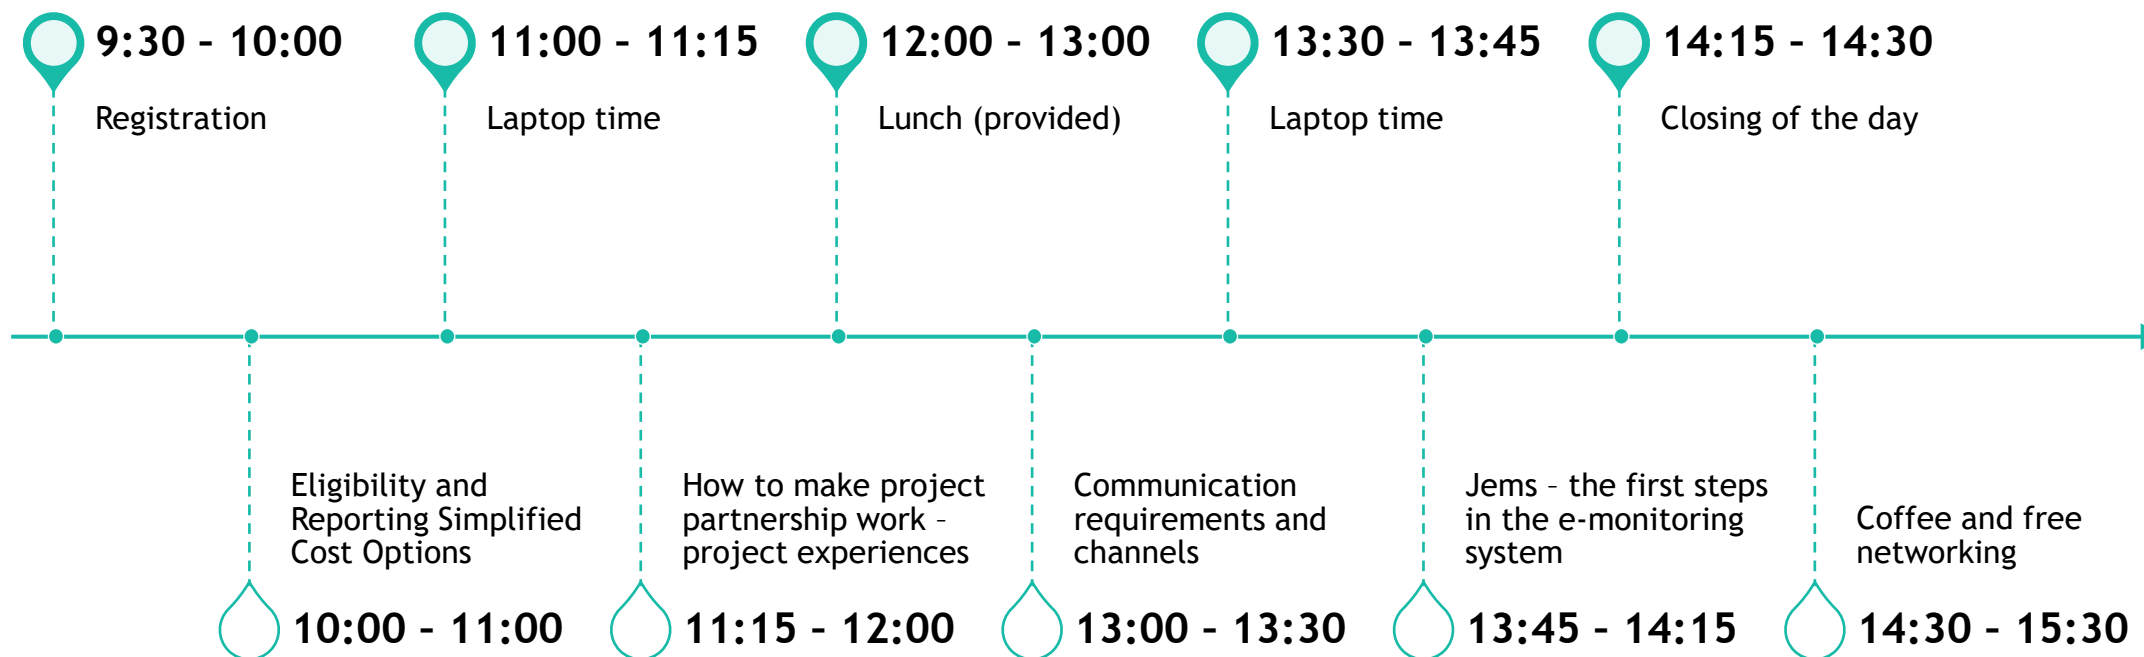 9:30 – 10:00
Registration
11:00 – 11:15
Laptop time
12:00 – 13:00
Lunch (provided)
13:30 – 13:45
Laptop time
14:15 – 14:30
Closing of the day
Eligibility and
Reporting Simplified
Cost Options
10:00 – 11:00
How to make project
partnership work –
project experiences
11:15 – 12:00
Communication
requirements and
channels
13:00 – 13:30
Jems – the first steps
in the e-monitoring
system
13:45 – 14:15
Coffee and free
networking
14:30 – 15:30